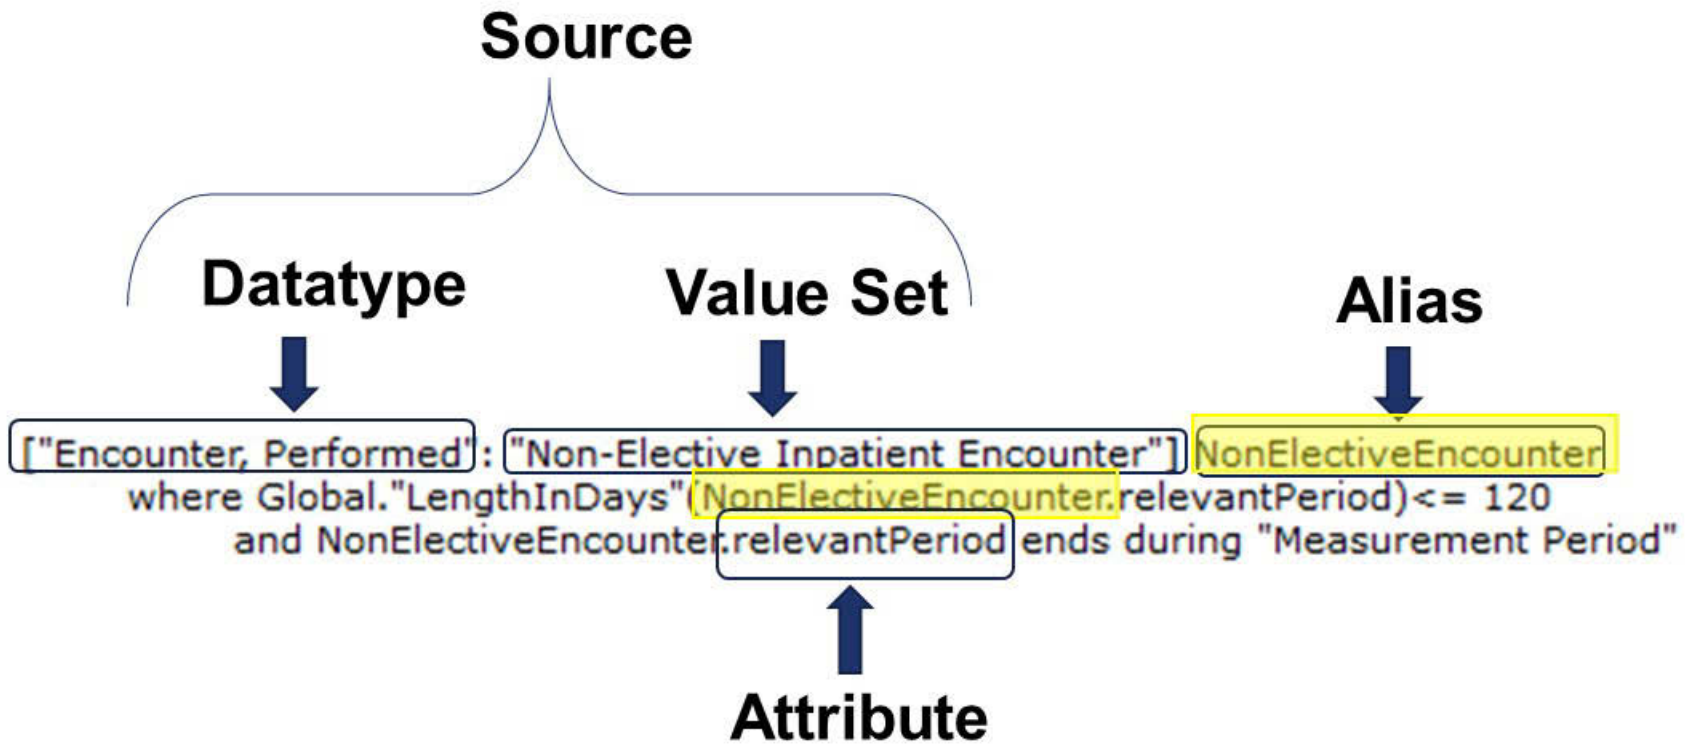 Source
Datatype
Value Set
Alias
["Encounter, Performed": "Non-Elective Inpatient Encounter"] NonElectiveEncounter
where Global."LengthInDays"(NonElectiveEncounter.relevantPeriod)<= 120
and NonElectiveEncounter.relevantPeriod ends during "Measurement Period"
Attribute